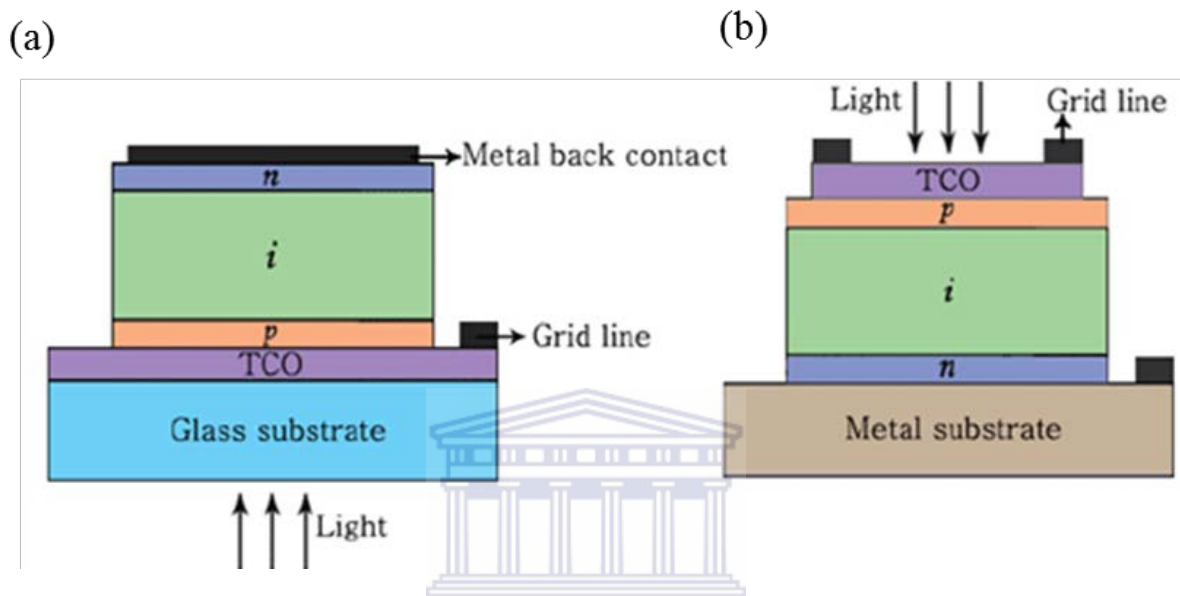 (a)
Metal back contact
n
i
p
Grid line
TCO
Glass substrate
Light
(b)
Light
Grid line
TCO
p
i
n
Metal substrate